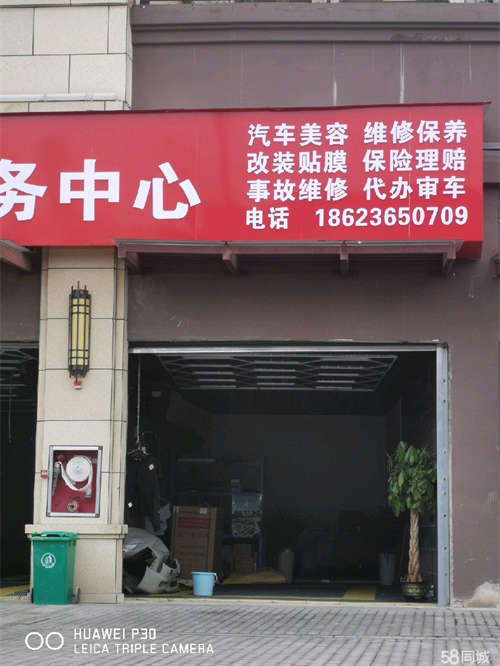 汽车美容 维修保养
改装贴膜 保险理赔
事故维修 代办审车
电话 18623650709
务中心
HUAWEI P30
LEICA TRIPLE CAMERA
58同城